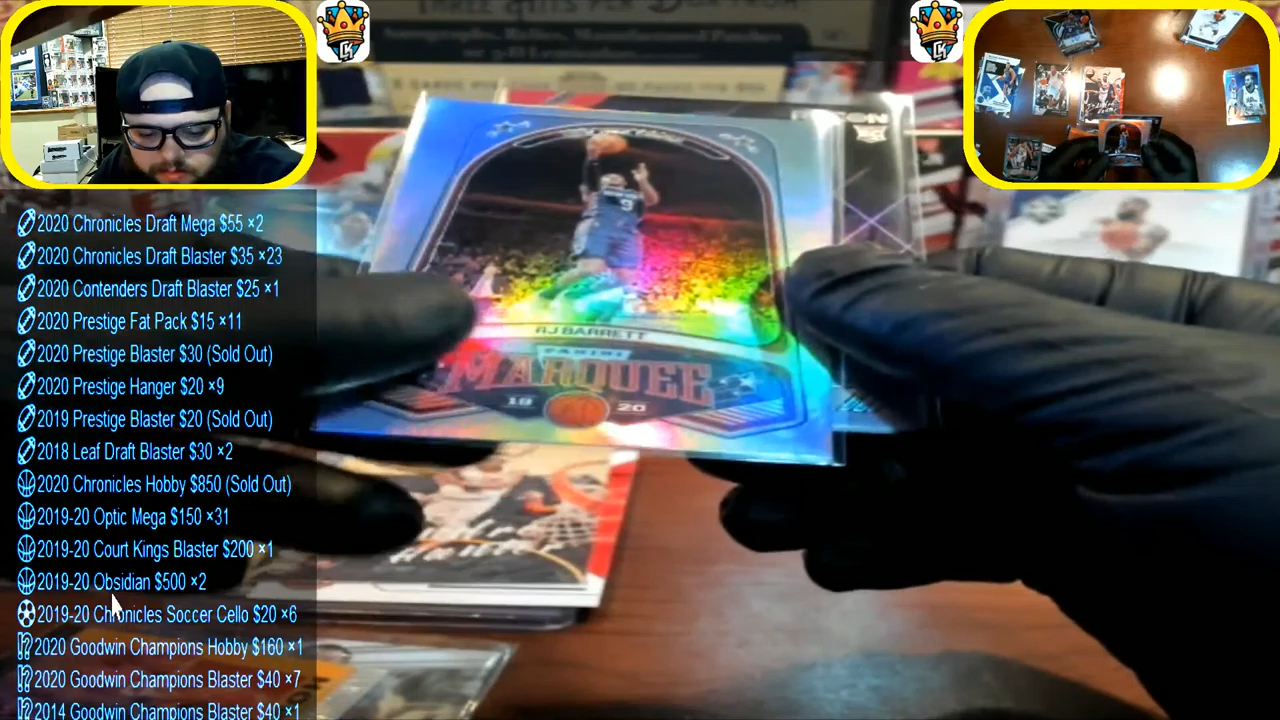 2020 Chronicles Draft Mega $55 ×2
2020 Chronicles Draft Blaster $35 ×23
2020 Contenders Draft Blaster $25 ×1
2020 Prestige Fat Pack $15 ×11
2020 Prestige Blaster $30 (Sold Out)
2020 Prestige Hanger $20 ×9
2019 Prestige Blaster $20 (Sold Out)
2018 Leaf Draft Blaster $30 ×2
2020 Chronicles Hobby $850 (Sold Out)
2019-20 Optic Mega $150 ×31
2019-20 Court Kings Blaster $200 ×1
2019-20 Obsidian $500 ×2
2019-20 Chronicles Soccer Cello $20 ×6
2020 Goodwin Champions Hobby $160 ×1
2020 Goodwin Champions Blaster $40 ×7
2014 Goodwin Champions Blaster $40 ×1
RJ BARRETT
PANINI
MARQUEE
19 20